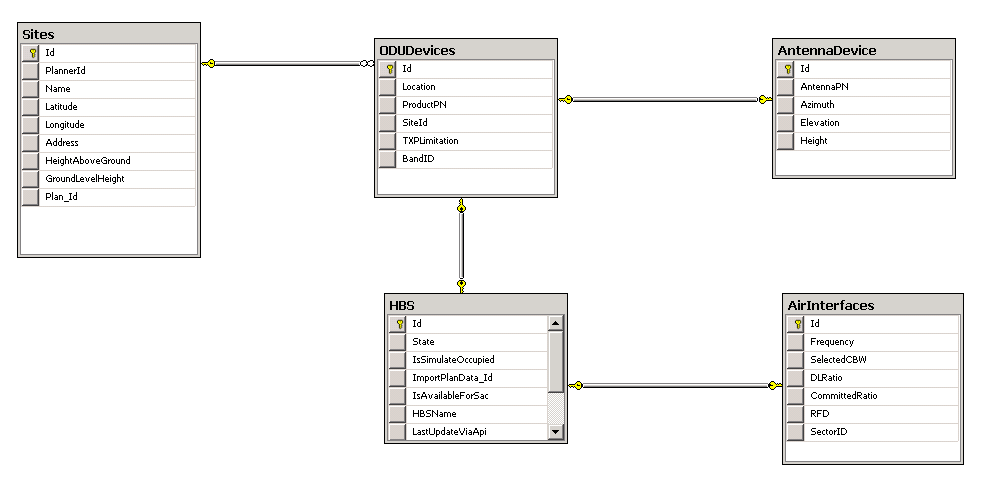 Sites
Id
PlannerId
Name
Latitude
Longitude
Address
HeightAboveGround
GroundLevelHeight
Plan_Id
ODUDevices
Id
Location
ProductPN
SiteId
TXPLimitation
BandID
AntennaDevice
Id
AntennaPN
Azimuth
Elevation
Height
HBS
Id
State
IsSimulateOccupied
ImportPlanData_Id
IsAvailableForSac
HBSName
LastUpdateViaApi
AirInterfaces
Id
Frequency
SelectedCBW
DLRatio
CommittedRatio
RFD
SectorID